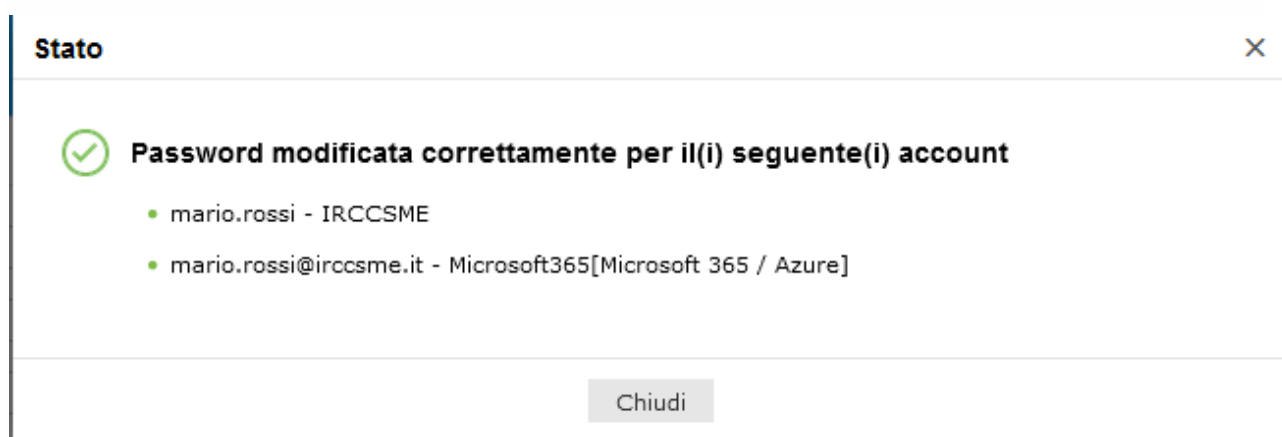 Stato
Password modificata correttamente per il(i) seguente(i) account
mario.rossi - IRCCSME
mario.rossi@irccsme.it - Microsoft365[Microsoft 365 / Azure]
Chiudi